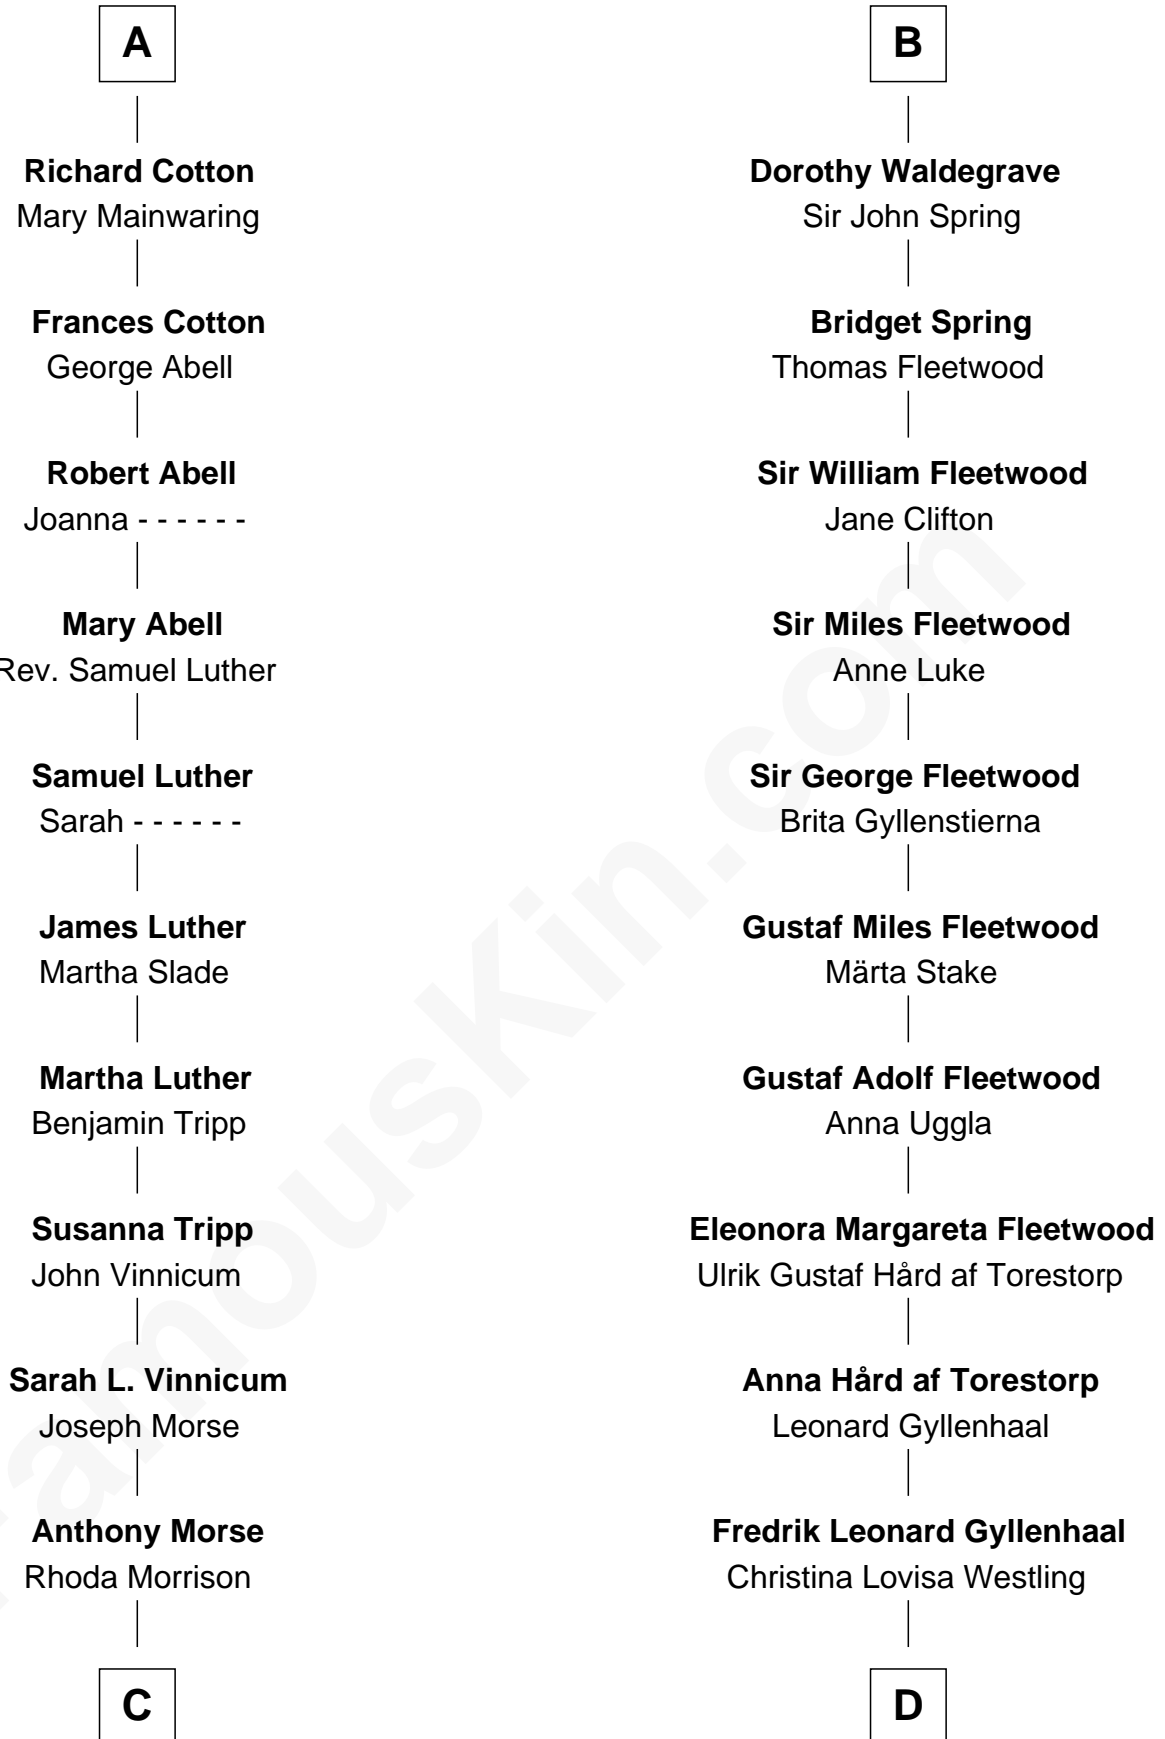 A
Richard Cotton
Mary Mainwaring
Frances Cotton
George Abell
Robert Abell
Joanna - - - - - -
Mary Abell
Rev. Samuel Luther
Samuel Luther
Sarah - - - - - -
James Luther
Martha Slade
Martha Luther
Benjamin Tripp
Susanna Tripp
John Vinnicum
Sarah L. Vinnicum
Joseph Morse
Anthony Morse
Rhoda Morrison
C
B
Dorothy Waldegrave
Sir John Spring
Bridget Spring
Thomas Fleetwood
Sir William Fleetwood
Jane Clifton
Sir Miles Fleetwood
Anne Luke
Sir George Fleetwood
Brita Gyllenstierna
Gustaf Miles Fleetwood
Märta Stake
Gustaf Adolf Fleetwood
Anna Uggla
Eleonora Margareta Fleetwood
Ulrik Gustaf Hård af Torestorp
Anna Hård af Torestorp
Leonard Gyllenhaal
Fredrik Leonard Gyllenhaal
Christina Lovisa Westling
D
FamousKin.com